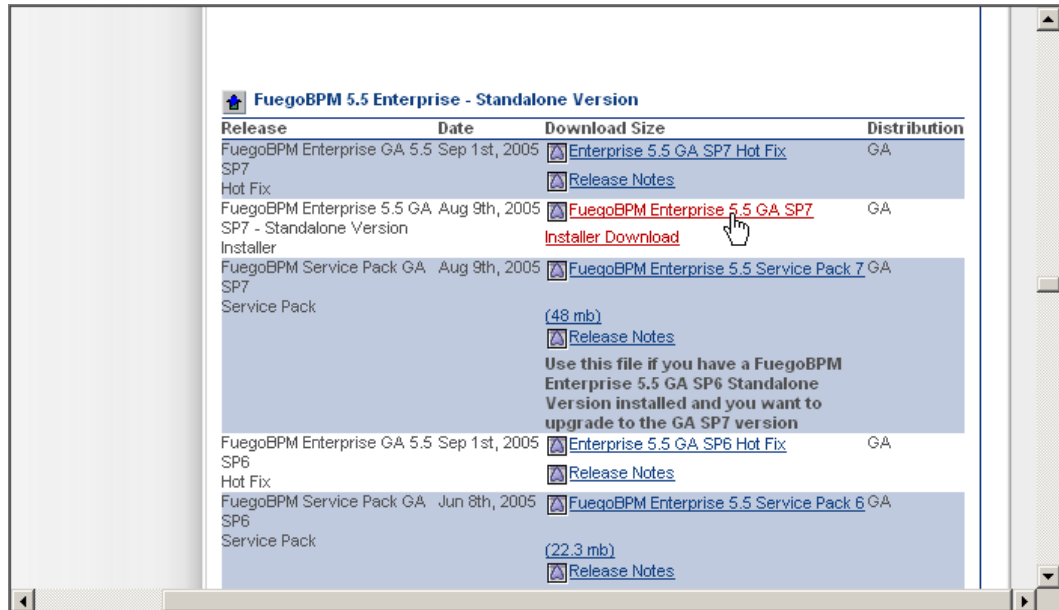 FuegoBPM 5.5 Enterprise - Standalone Version
Release Date Download Size Distribution
FuegoBPM Enterprise GA 5.5 SP7 Hot Fix Sep 1st, 2005 Enterprise 5.5 GA SP7 Hot Fix GA
Release Notes
FuegoBPM Enterprise 5.5 GA SP7 - Standalone Version Installer Aug 9th, 2005 FuegoBPM Enterprise 5.5 GA SP7 GA
Installer Download
FuegoBPM Service Pack GA SP7 Service Pack Aug 9th, 2005 FuegoBPM Enterprise 5.5 Service Pack 7 GA
(48 mb)
Release Notes
Use this file if you have a FuegoBPM
Enterprise 5.5 GA SP6 Standalone
Version installed and you want to
upgrade to the GA SP7 version
FuegoBPM Enterprise GA 5.5 SP6 Hot Fix Sep 1st, 2005 Enterprise 5.5 GA SP6 Hot Fix GA
Release Notes
FuegoBPM Service Pack GA SP6 Service Pack Jun 8th, 2005 FuegoBPM Enterprise 5.5 Service Pack 6 GA
(22.3 mb)
Release Notes